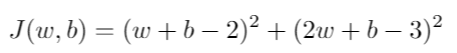 J(w, b) = (w + b − 2)² + (2w + b − 3)²